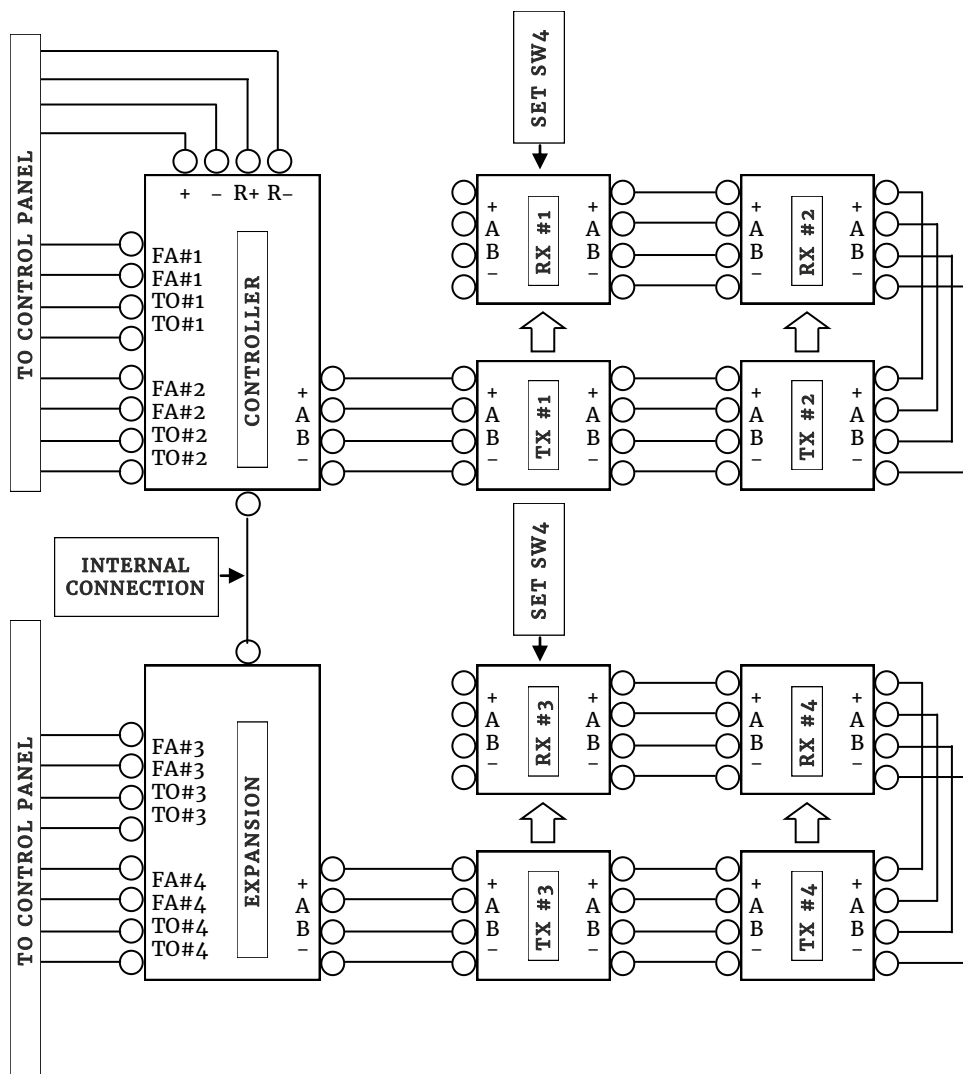 SET SW4
TO CONTROL PANEL
+ − R+ R−
FA#1
FA#1
TO#1
TO#1
FA#2
FA#2
TO#2
TO#2
CONTROLLER
+
A
B
−
+
A
B
−
RX #1
+
A
B
−
+
A
B
−
RX #2
+
A
B
−
+
A
B
−
TX #1
+
A
B
−
+
A
B
−
TX #2
+
A
B
−
INTERNAL
CONNECTION
SET SW4
TO CONTROL PANEL
FA#3
FA#3
TO#3
TO#3
FA#4
FA#4
TO#4
TO#4
EXPANSION
+
A
B
−
+
A
B
−
RX #3
+
A
B
−
+
A
B
−
RX #4
+
A
B
−
+
A
B
−
TX #3
+
A
B
−
+
A
B
−
TX #4
+
A
B
−